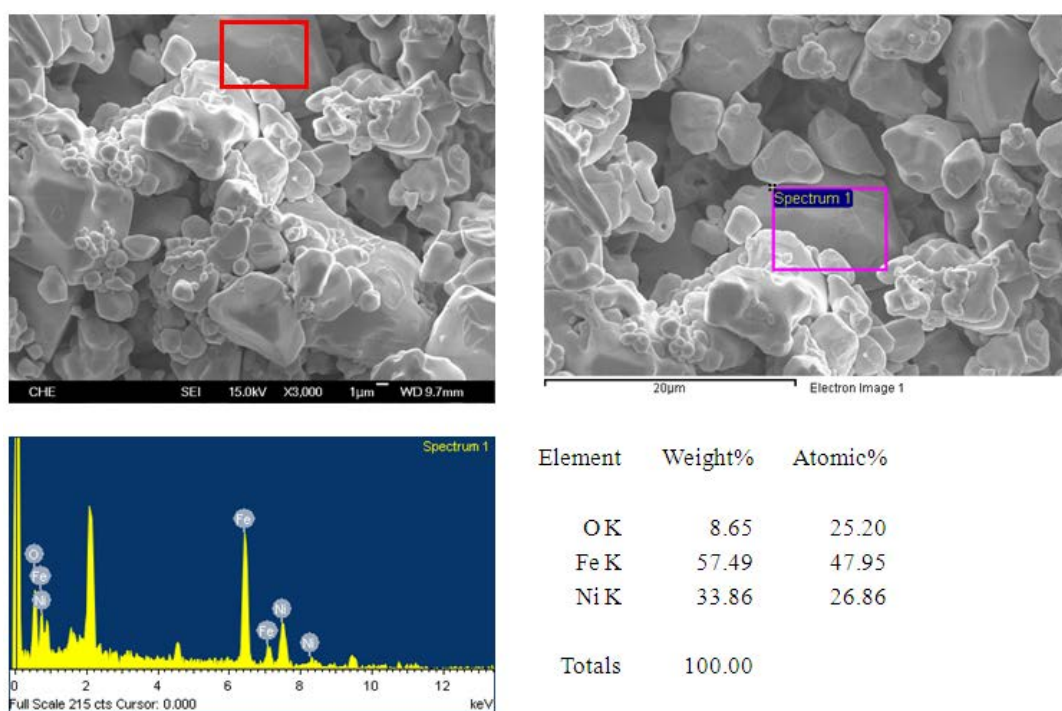 CHE SEI 15.0kV X3,000 1μm WD 9.7mm
Spectrum 1
20μm Electron Image 1
Spectrum 1
O
Fe
Ni
Fe
Fe
Ni
Ni
0 2 4 6 8 10 12
Full Scale 215 cts Cursor: 0.000 keV
Element Weight% Atomic%
O K 8.65 25.20
Fe K 57.49 47.95
Ni K 33.86 26.86
Totals 100.00